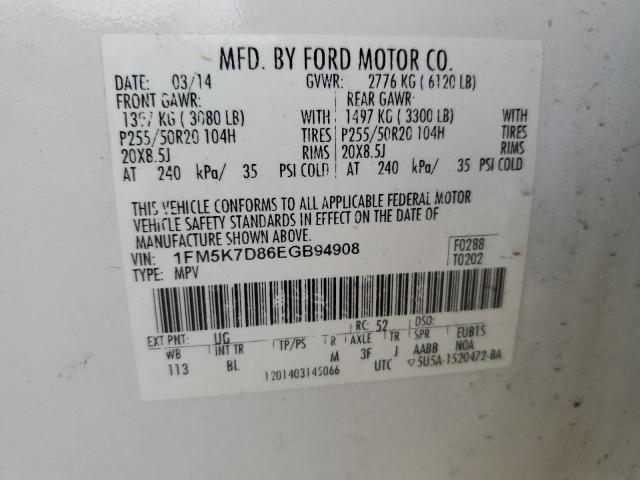 MFD. BY FORD MOTOR CO.
DATE: 03/14 GVWR: 2776 KG ( 6120 LB)
FRONT GAWR: REAR GAWR:
KG ( 3080 LB) WITH 1497 KG ( 3300 LB) WITH
P255/50R20 104H TIRES P255/50R20 104H TIRES
20X8.5J RIMS 20X8.5J RIMS
AT 240 kPa/ 35 PSI COLD AT 240 kPa/ 35 PSI COLD
THIS VEHICLE CONFORMS TO ALL APPLICABLE FEDERAL MOTOR
VEHICLE SAFETY STANDARDS IN EFFECT ON THE DATE OF
MANUFACTURE SHOWN ABOVE.
VIN: 1FM5K7D86EGB94908 F0288
TYPE: MPV T0202
EXT PNT: UG RC: 52 DSO:
WB INT TR TP/PS R AXLE TR SPR EUBTS
113 BL M 3F J AABB NOA
1201403145066 UTC ▽5U5A-1520472-BA